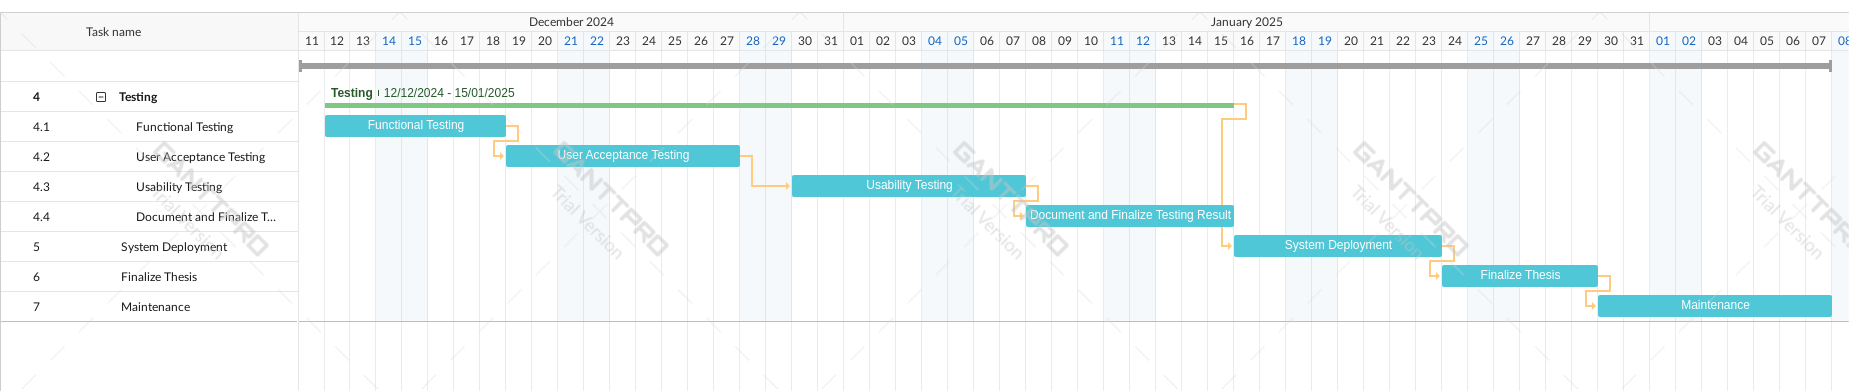 December 2024 January 2025
Task name
11 12 13 14 15 16 17 18 19 20 21 22 23 24 25 26 27 28 29 30 31 01 02 03 04 05 06 07 08 09 10 11 12 13 14 15 16 17 18 19 20 21 22 23 24 25 26 27 28 29 30 31 01 02 03 04 05 06 07 08
4 Testing Testing 12/12/2024 - 15/01/2025
4.1 Functional Testing Functional Testing
4.2 User Acceptance Testing User Acceptance Testing
4.3 Usability Testing Usability Testing
4.4 Document and Finalize T... Document and Finalize Testing Result
5 System Deployment System Deployment
6 Finalize Thesis Finalize Thesis
7 Maintenance Maintenance
GANTTPRO
Trial Version
GANTTPRO
Trial Version
GANTTPRO
Trial Version
GANTTPRO
Trial Version
GANTTPRO
Trial Version